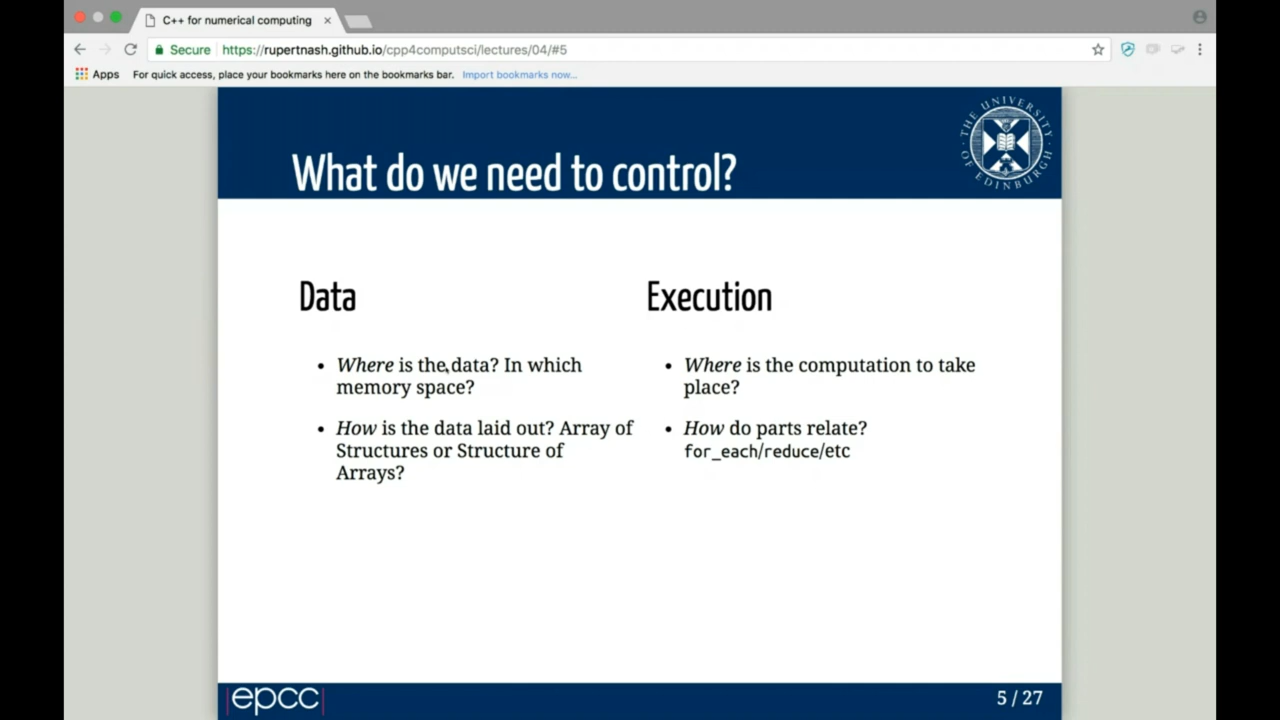 C++ for numerical computing
Secure https://rupertnash.github.io/cpp4computsci/lectures/04/#5
Apps For quick access, place your bookmarks here on the bookmarks bar. Import bookmarks now...
THE UNIVERSITY OF EDINBURGH
What do we need to control?
Data
• Where is the data? In which
memory space?
• How is the data laid out? Array of
Structures or Structure of
Arrays?
Execution
• Where is the computation to take
place?
• How do parts relate?
for_each/reduce/etc
|epcc|
5 / 27